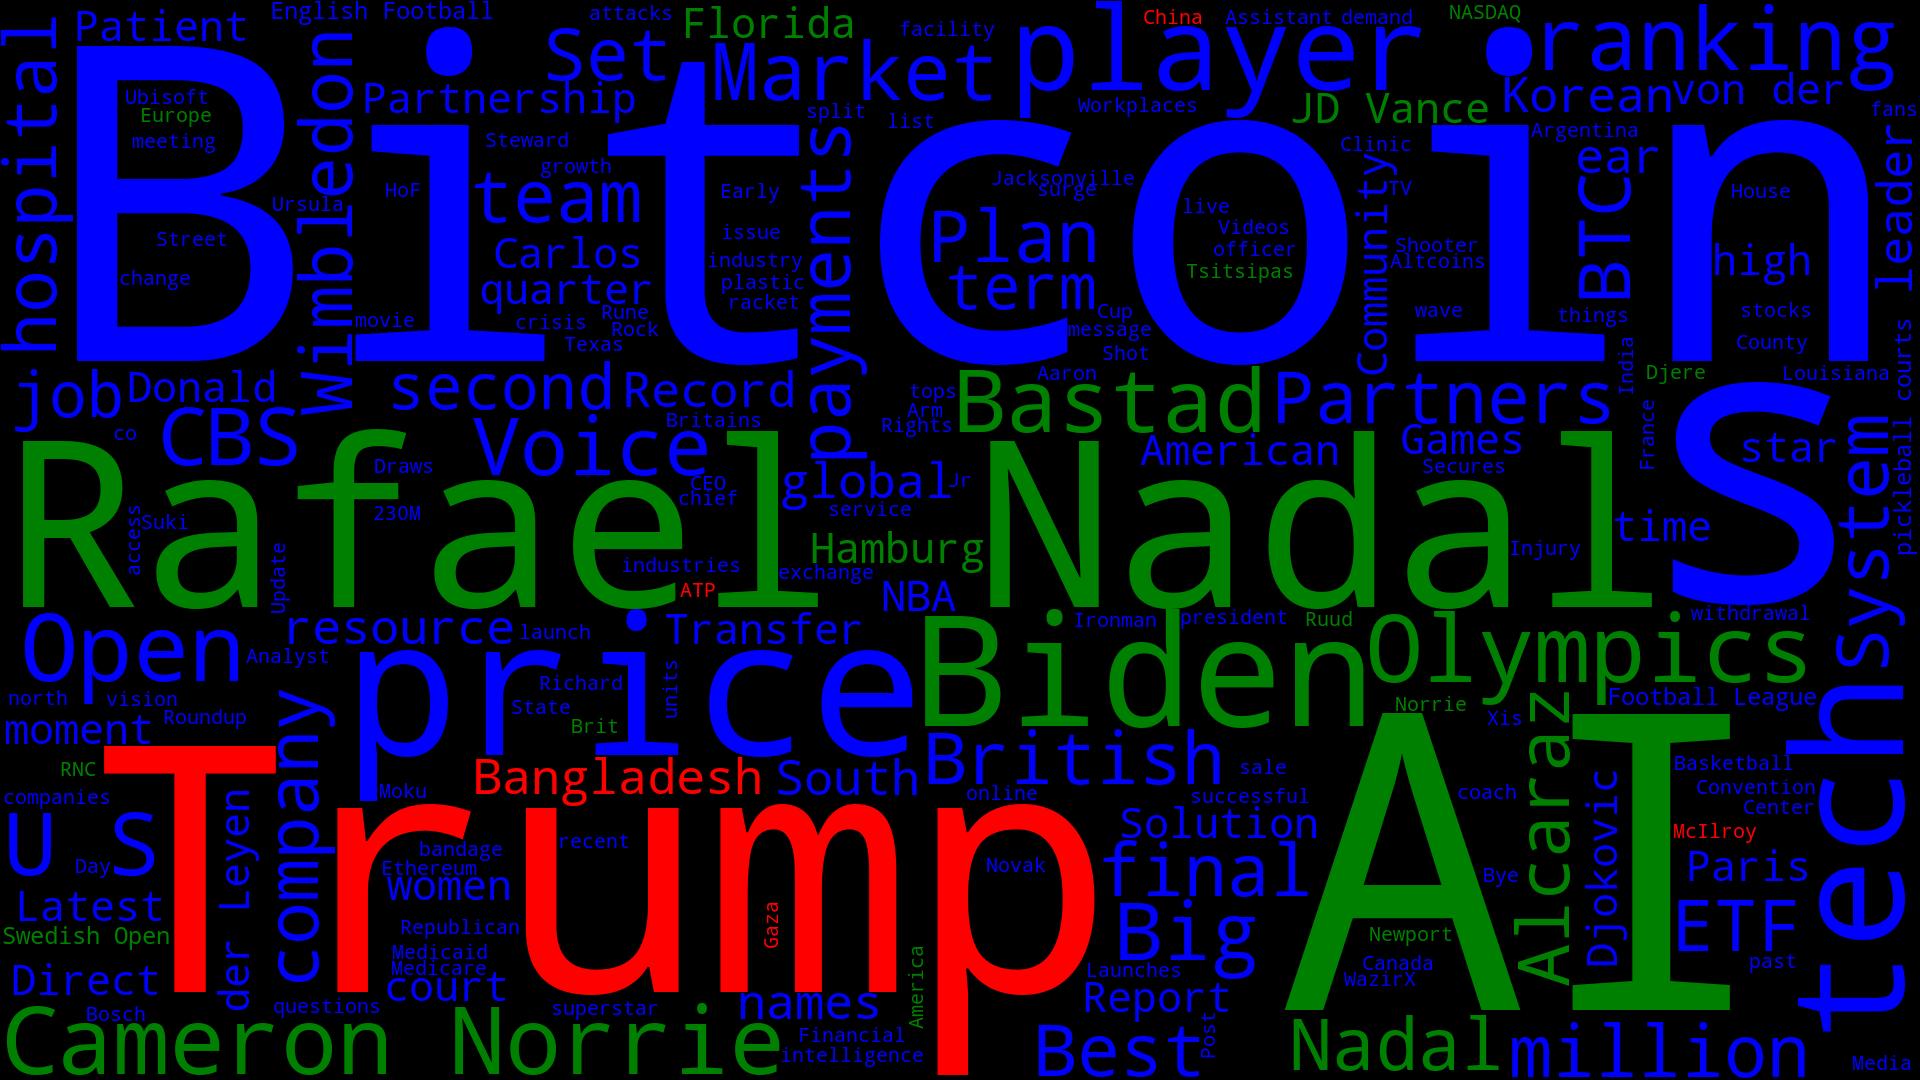 Patient
English Football
attacks
Florida
facility
China
Assistant
demand
NASDAQ
hospital
Bitcoin
Wimbledon
Set
Market
player
ranking
Partnership
split
list
Workplaces
JD Vance
Korean
von der
fans
Ubisoft
Europe
meeting
Steward
growth
payments
Clinic
Argentina
ear
leader
Street
change
Ursula
HoF
team
Early
Jacksonville
surge
Community
TV
BTC
House
Carlos
quarter
issue
industry
plastic
racket
Plan
term
live
Videos
officer
Tsitsipas
Shooter
Altcoins
high
movie
crisis
Rune
Rock
Texas
Cup
message
Shot
wave
things
stocks
County
India
job
Donald
second
Record
Britains
tops
Arm
Rights
Aaron
Bastad
Partners
Djere
Louisiana
pickleball courts
co
CBS
Voice
Draws
CEO
chief
global
Jr
service
American
Games
Secures
France
s
star
system
Rafael Nadal
access
Suki
230M
Update
industries
ATP
exchange
Hamburg
NBA
Injury
time
Open
Analyst
resource
launch
Transfer
Ironman
president
Ruud
Olympics
withdrawal
north
vision
price
Richard
State
Brit
units
Biden
Norrie
Xis
Football League
moment
Roundup
company
RNC
companies
Moku
Bangladesh
South
British
sale
online
successful
coach
Alcaraz
Djokovic
Basketball
Convention
Center
McIlroy
tech
U S
Day
der Leyen
Trump
bandage
Ethereum
women
recent
Gaza
Novak
Solution
final
AI
Bye
Paris
Latest
Swedish Open
Republican
Medicaid
Medicare
court
America
Big
Newport
Canada
WazirX
ETF
past
Direct
Bosch
questions
superstar
names
Launches
Report
Cameron Norrie
Financial
intelligence
Best
Post
Nadal
million
Media